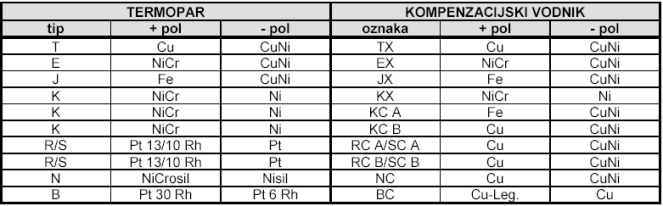 TERMOPAR KOMPENZACIJSKI VODNIK
tip + pol - pol oznaka + pol - pol
T Cu CuNi TX Cu CuNi
E NiCr CuNi EX NiCr CuNi
J Fe CuNi JX Fe CuNi
K NiCr Ni KX NiCr Ni
K NiCr Ni KC A Fe CuNi
K NiCr Ni KC B Cu CuNi
R/S Pt 13/10 Rh Pt RC A/SC A Cu CuNi
R/S Pt 13/10 Rh Pt RC B/SC B Cu CuNi
N NiCrosil Nisil NC Cu CuNi
B Pt 30 Rh Pt 6 Rh BC Cu-Leg. Cu